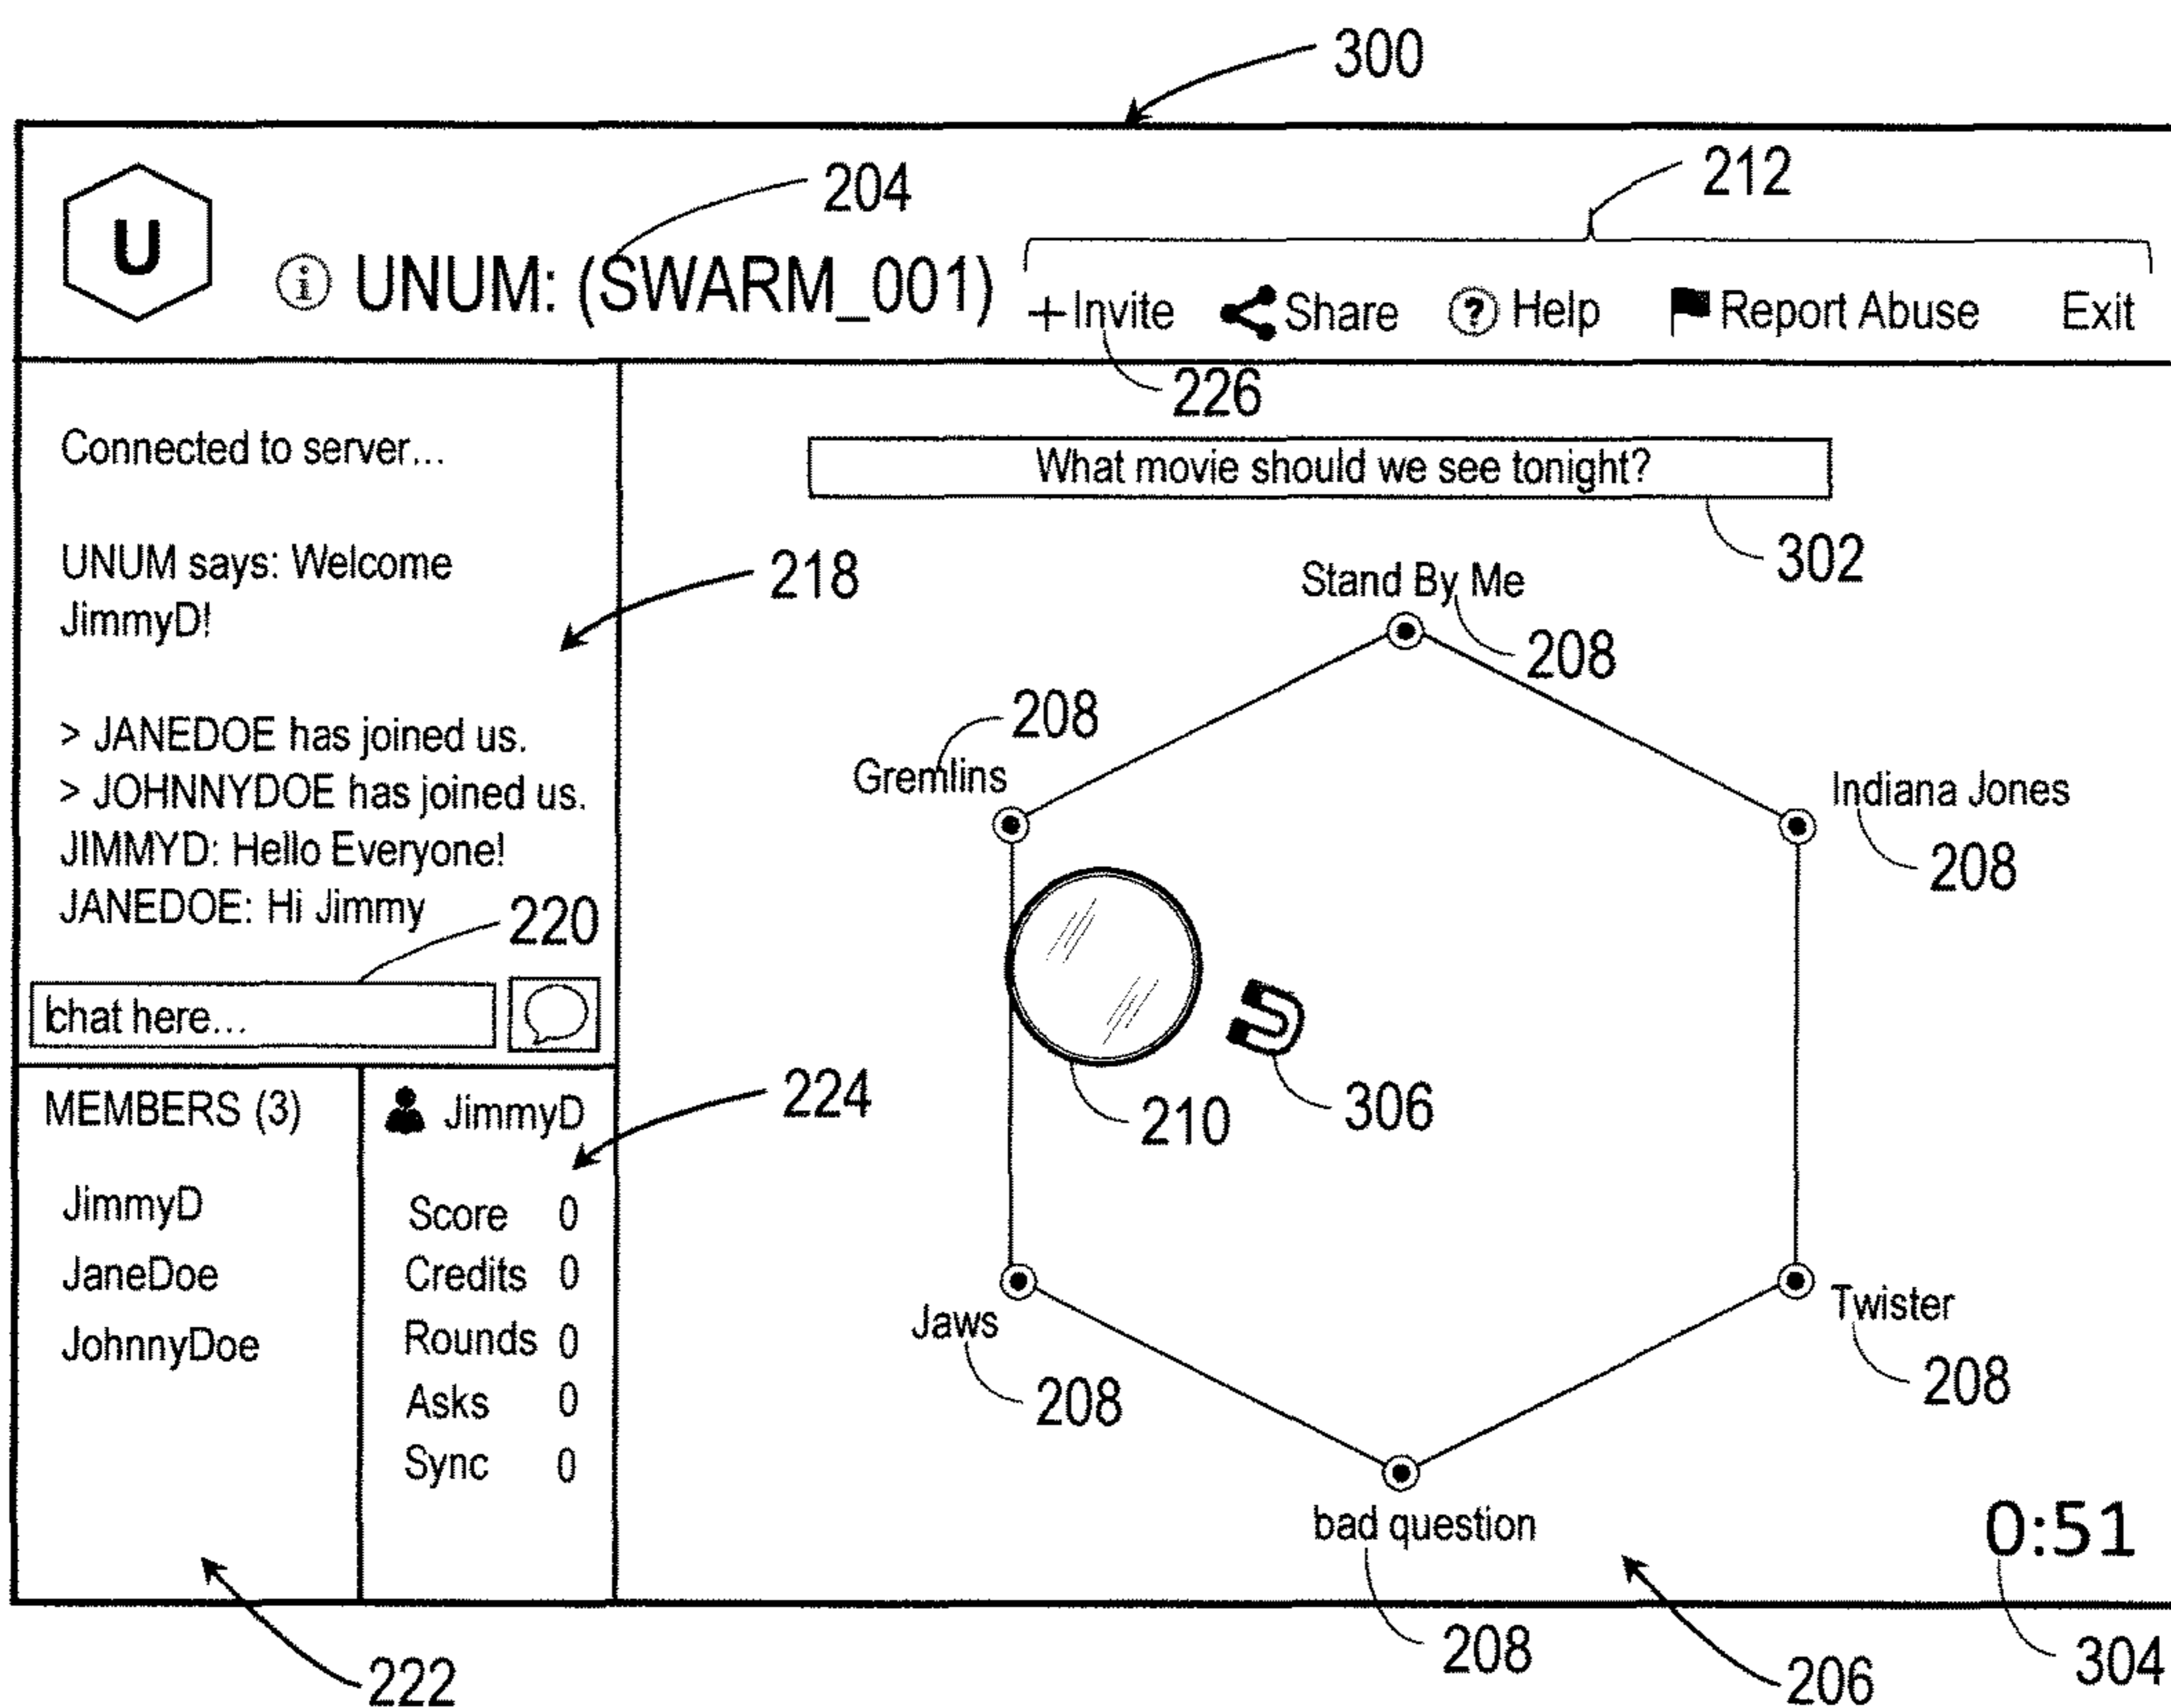 300
204
212
U
i UNUM: (SWARM_001)
+Invite Share ? Help Report Abuse Exit
226
Connected to server...
UNUM says: Welcome
JimmyD!
> JANEDOE has joined us.
> JOHNNYDOE has joined us.
JIMMYD: Hello Everyone!
JANEDOE: Hi Jimmy
218
220
chat here...
MEMBERS (3)
JimmyD
JaneDoe
JohnnyDoe
222
JimmyD
Score 0
Credits 0
Rounds 0
Asks 0
Sync 0
224
What movie should we see tonight?
302
Stand By Me
208
208
Gremlins
Indiana Jones
208
210
306
Jaws
208
Twister
208
bad question
208
206
0:51
304